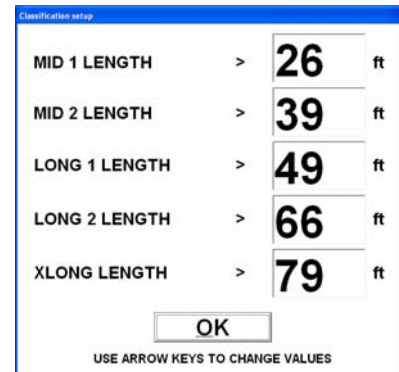 Classification setup
MID 1 LENGTH > 26 ft
MID 2 LENGTH > 39 ft
LONG 1 LENGTH > 49 ft
LONG 2 LENGTH > 66 ft
XLONG LENGTH > 79 ft
OK
USE ARROW KEYS TO CHANGE VALUES